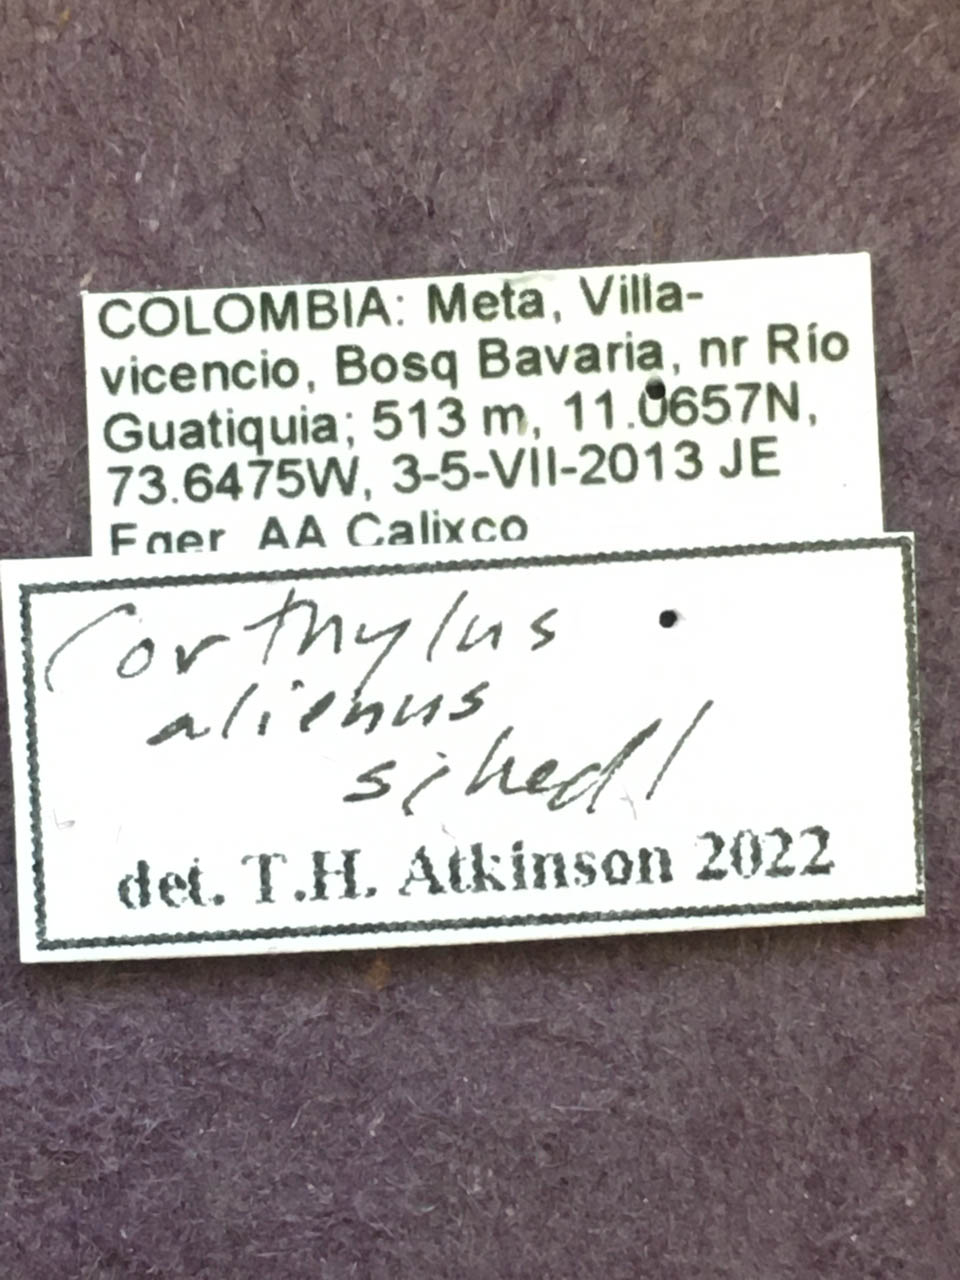 COLOMBIA: Meta, Villa-
vicencio, Bosq Bavaria, nr Río
Guatiquia; 513 m, 11.0657N,
73.6475W, 3-5-VII-2013 JE
Eger, AA Calixco
Corthylus
alienus
schedl
det. T.H. Atkinson 2022